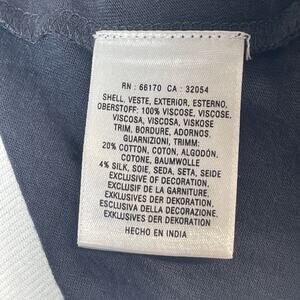 RN : 66170 CA : 32054
SHELL, VESTE, EXTERIOR, ESTERNO,
OBERSTOFF: 100% VISCOSE, VISCOSE,
VISCOSA, VISCOSA, VISKOSE
TRIM, BORDURE, ADORNOS,
GUARNIZIONI, TRIMM:
20% COTTON, COTON, ALGODÓN,
COTONE, BAUMWOLLE
4% SILK, SOIE, SEDA, SETA, SEIDE
EXCLUSIVE OF DECORATION,
EXCLUSIF DE LA GARNITURE,
EXCLUSIVES DER DEKORATION
ESCLUSIVA DELLA DECORAZIONE.
EXKLUSIVES DER DEKORATION
HECHO EN INDIA